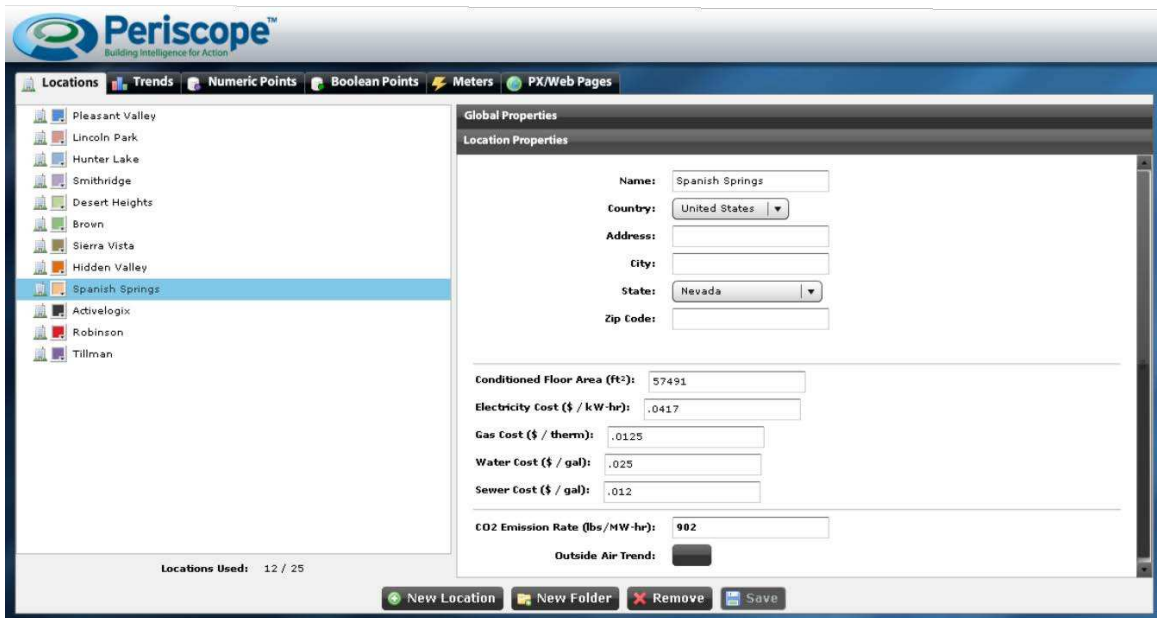 Periscope™
Building Intelligence for Action
Locations Trends Numeric Points Boolean Points Meters PX/Web Pages
Pleasant Valley
Lincoln Park
Hunter Lake
Smithridge
Desert Heights
Brown
Sierra Vista
Hidden Valley
Spanish Springs
Activelogix
Robinson
Tillman
Locations Used: 12 / 25
Global Properties
Location Properties
Name: Spanish Springs
Country: United States
Address:
City:
State: Nevada
Zip Code:
Conditioned Floor Area (ft²): 57491
Electricity Cost ($ / kW-hr): .0417
Gas Cost ($ / therm): .0125
Water Cost ($ / gal): .025
Sewer Cost ($ / gal): .012
CO2 Emission Rate (lbs/MW-hr): 902
Outside Air Trend:
New Location New Folder Remove Save